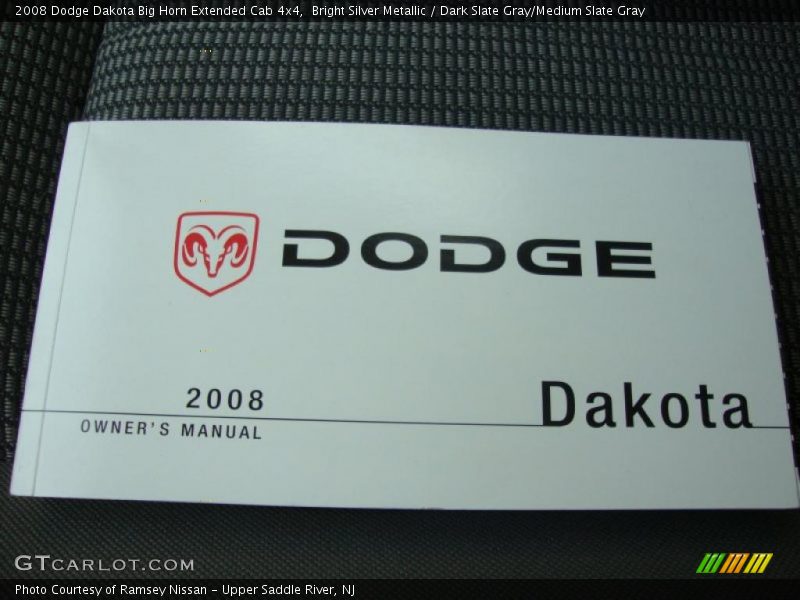 2008 Dodge Dakota Big Horn Extended Cab 4x4,  Bright Silver Metallic / Dark Slate Gray/Medium Slate Gray
DODGE
2008
Dakota
OWNER'S MANUAL
GTCARLOT.COM
Photo Courtesy of Ramsey Nissan - Upper Saddle River, NJ